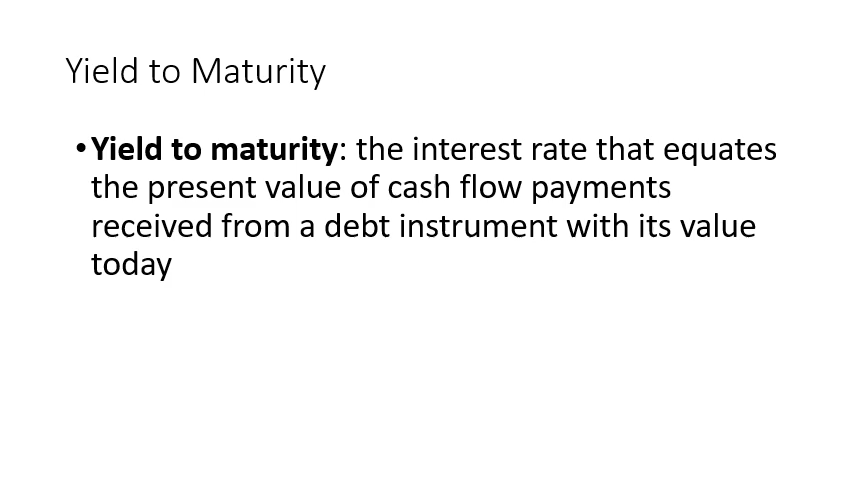 Yield to Maturity
•Yield to maturity: the interest rate that equates
the present value of cash flow payments
received from a debt instrument with its value
today